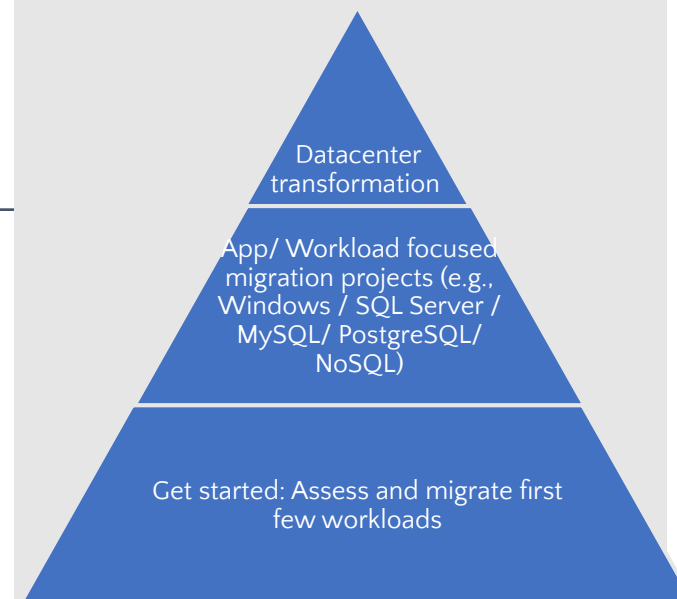 Datacenter
transformation
App/ Workload focused
migration projects (e.g.,
Windows / SQL Server /
MySQL/ PostgreSQL/
NoSQL)
Get started: Assess and migrate first
few workloads